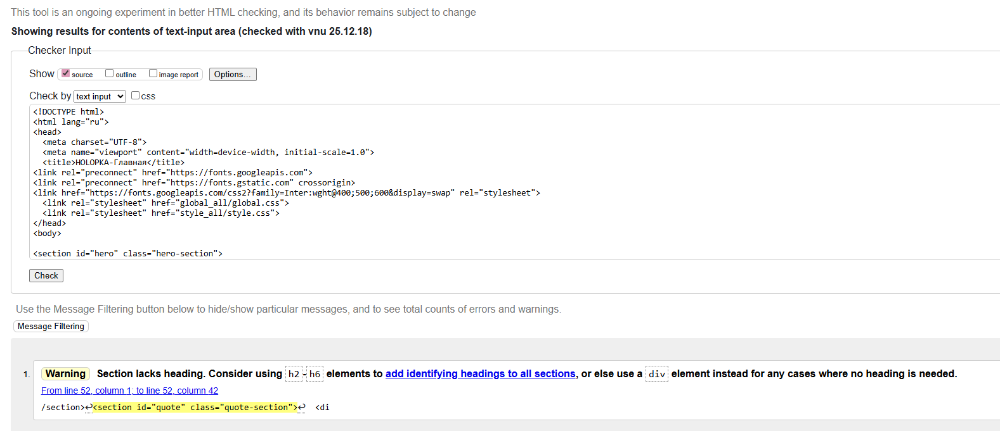 This tool is an ongoing experiment in better HTML checking, and its behavior remains subject to change
Showing results for contents of text-input area (checked with vnu 25.12.18)
Checker Input
Show source outline image report Options...
Check by text input css
<!DOCTYPE html>
<html lang="ru">
<head>
  <meta charset="UTF-8">
  <meta name="viewport" content="width=device-width, initial-scale=1.0">
  <title>HOLOPKA-Главная</title>
<link rel="preconnect" href="https://fonts.googleapis.com">
<link rel="preconnect" href="https://fonts.gstatic.com" crossorigin>
<link href="https://fonts.googleapis.com/css2?family=Inter:wght@400;500;600&display=swap" rel="stylesheet">
  <link rel="stylesheet" href="global_all/global.css">
  <link rel="stylesheet" href="style_all/style.css">
</head>
<body>
<section id="hero" class="hero-section">
Check
Use the Message Filtering button below to hide/show particular messages, and to see total counts of errors and warnings.
Message Filtering
1. Warning Section lacks heading. Consider using h2-h6 elements to add identifying headings to all sections, or else use a div element instead for any cases where no heading is needed.
From line 52, column 1; to line 52, column 42
/section>↩<section id="quote" class="quote-section">↩  <di